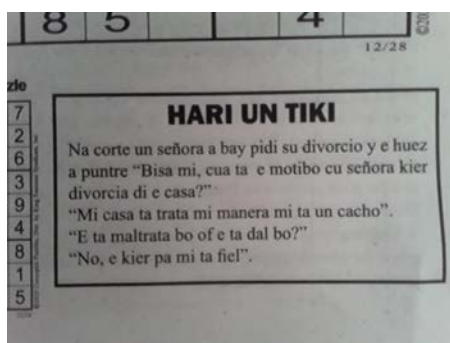 8 5 4
12/28
zle
7
2
6
3
9
4
8
1
5
HARI UN TIKI
Na corte un señora a bay pidi su divorcio y e huez
a puntre “Bisa mi, cua ta e motibo cu señora kier
divorcia di e casa?”
“Mi casa ta trata mi manera mi ta un cacho”.
“E ta maltrata bo of e ta dal bo?”
“No, e kier pa mi ta fiel”.